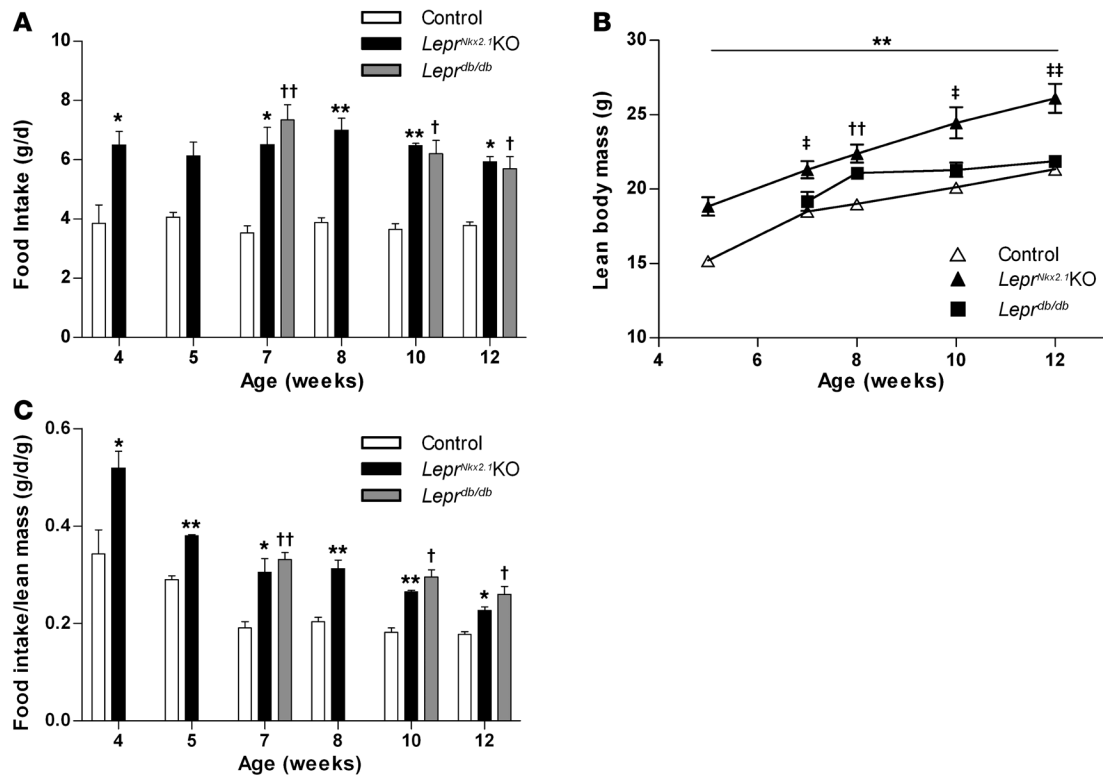 A
Control
Lepr^Nkx2.1KO
Lepr^db/db
Food Intake (g/d)
10
8
6
4
2
0
* * †† ** ** † * †
4 5 7 8 10 12
Age (weeks)
B
Lean body mass (g)
30
25
20
15
10
**
‡ †† ‡ ‡‡
Control
Lepr^Nkx2.1KO
Lepr^db/db
4 6 8 10 12
Age (weeks)
C
Control
Lepr^Nkx2.1KO
Lepr^db/db
Food intake/lean mass (g/d/g)
0.6
0.4
0.2
0.0
* ** * †† ** ** † * †
4 5 7 8 10 12
Age (weeks)